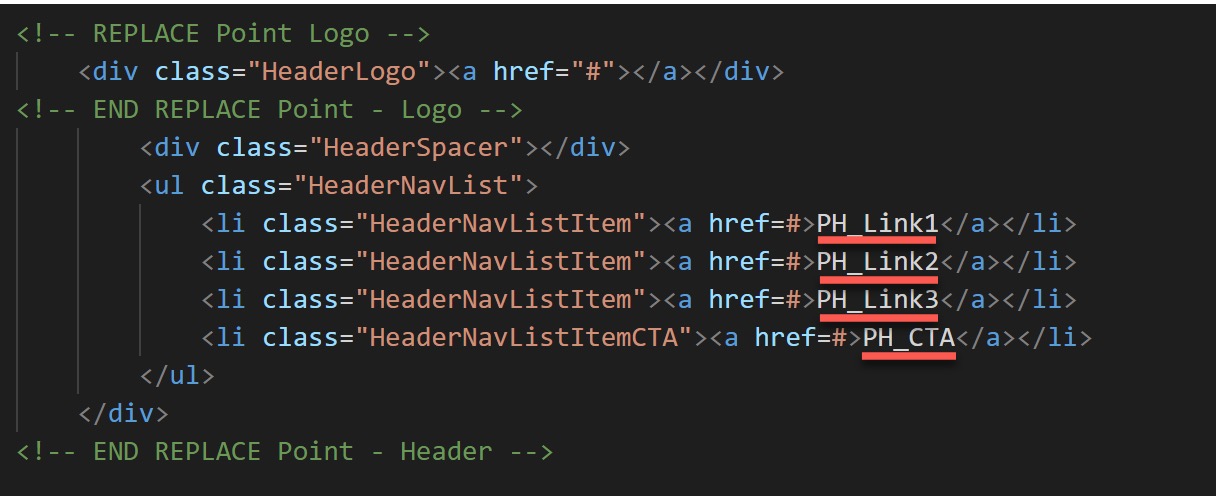 <!-- REPLACE Point Logo -->
<div class="HeaderLogo"><a href="#"></a></div>
<!-- END REPLACE Point - Logo -->
<div class="HeaderSpacer"></div>
<ul class="HeaderNavList">
<li class="HeaderNavListItem"><a href=#>PH_Link1</a></li>
<li class="HeaderNavListItem"><a href=#>PH_Link2</a></li>
<li class="HeaderNavListItem"><a href=#>PH_Link3</a></li>
<li class="HeaderNavListItemCTA"><a href=#>PH_CTA</a></li>
</ul>
</div>
<!-- END REPLACE Point - Header -->